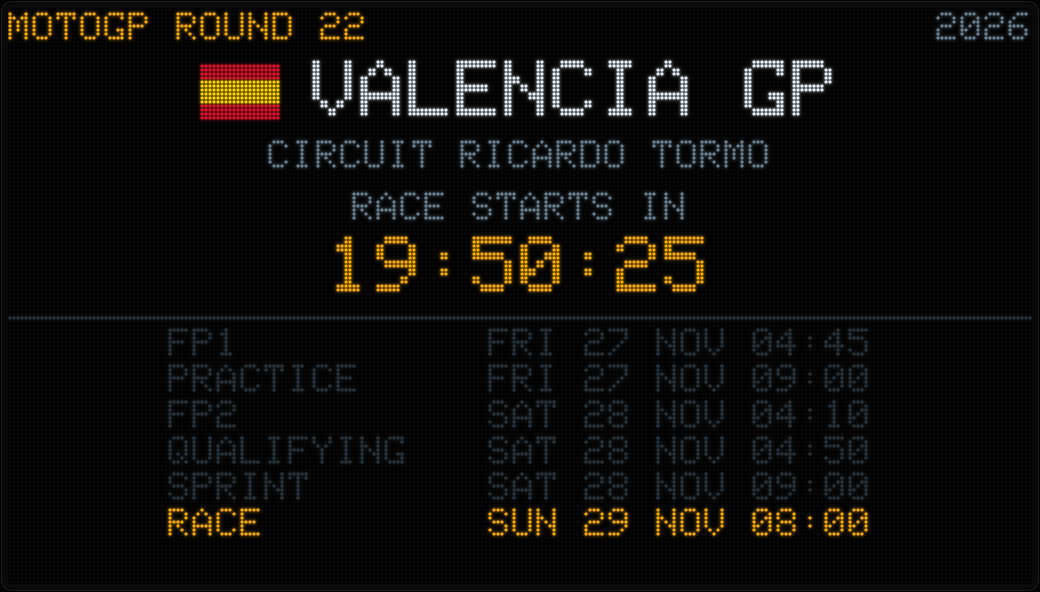 MOTOGP ROUND 22 2026
VALENCIA GP
CIRCUIT RICARDO TORMO
RACE STARTS IN
19:50:25
FP1 FRI 27 NOV 04:45
PRACTICE FRI 27 NOV 09:00
FP2 SAT 28 NOV 04:10
QUALIFYING SAT 28 NOV 04:50
SPRINT SAT 28 NOV 09:00
RACE SUN 29 NOV 08:00